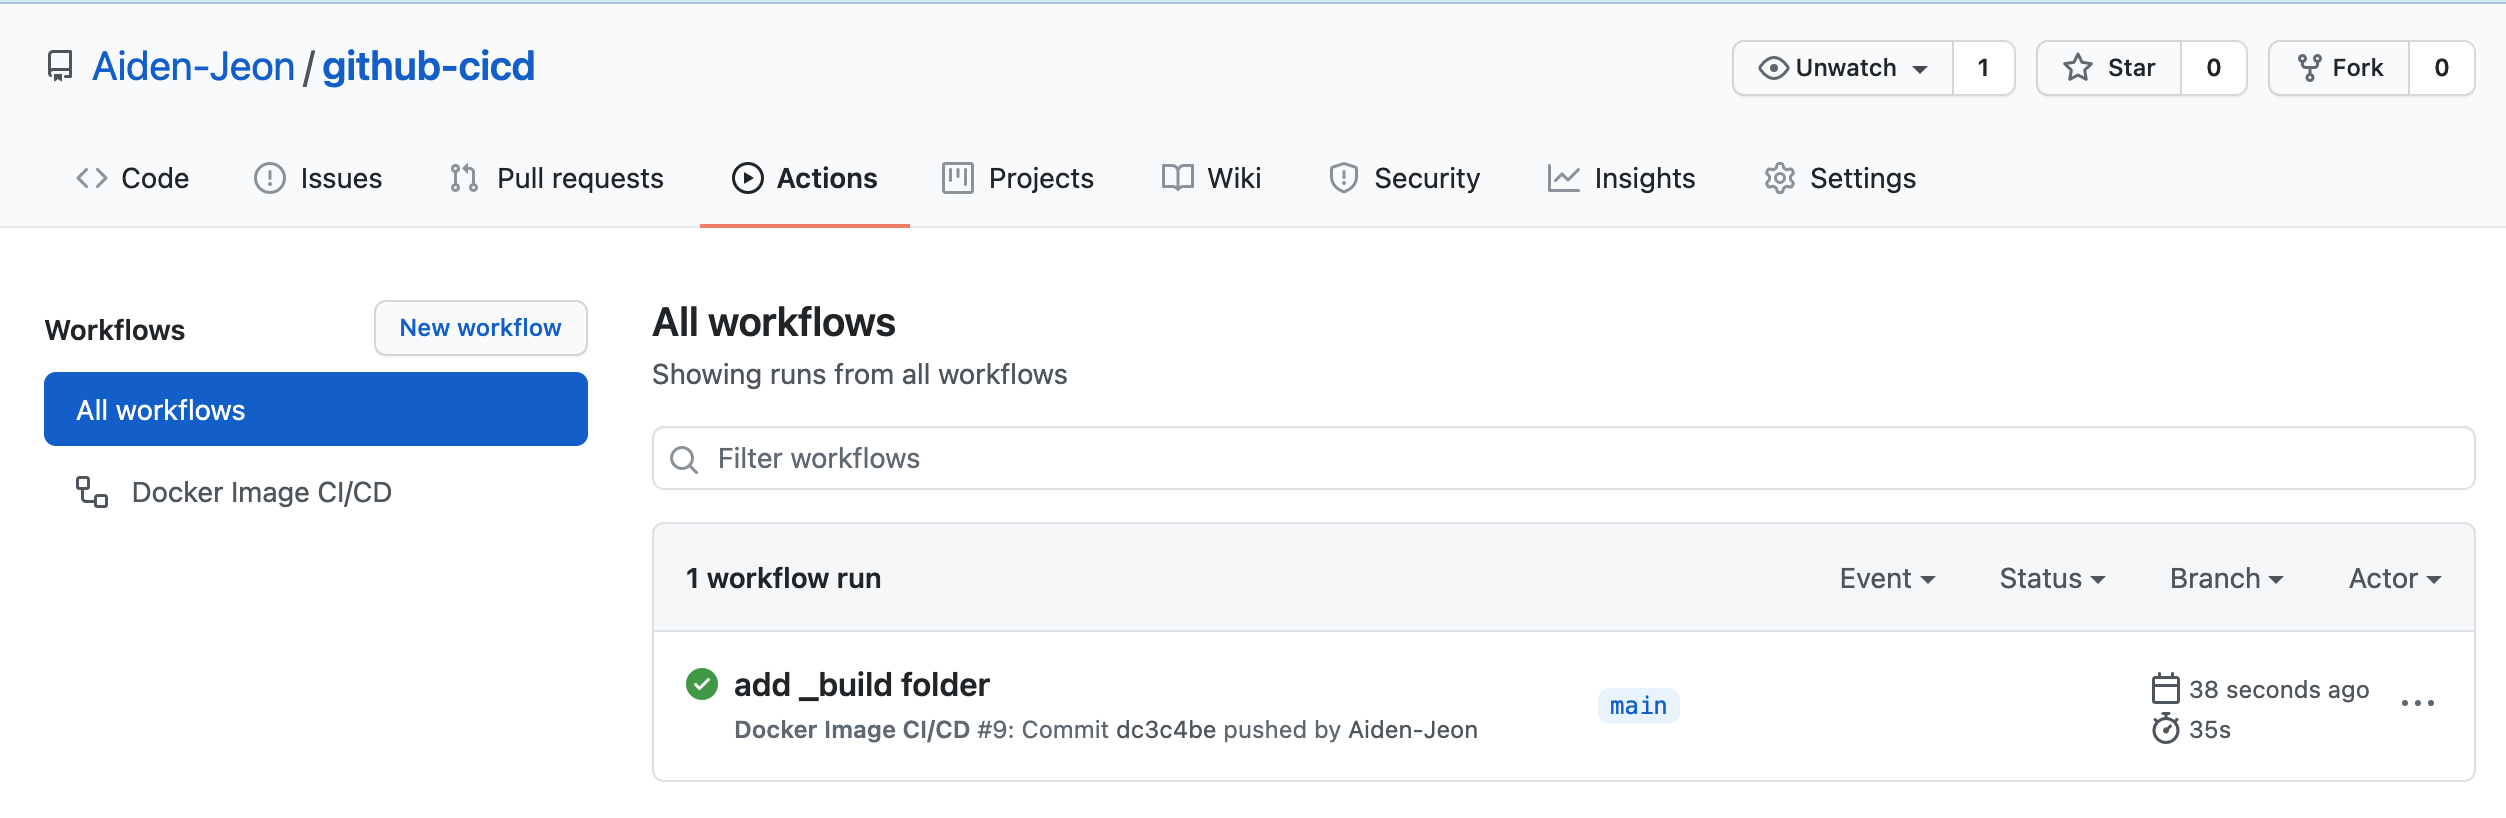 Aiden-Jeon / github-cicd
Unwatch 1 Star 0 Fork 0
Code Issues Pull requests Actions Projects Wiki Security Insights Settings
Workflows
New workflow
All workflows
Docker Image CI/CD
All workflows
Showing runs from all workflows
Filter workflows
1 workflow run Event Status Branch Actor
add _build folder
Docker Image CI/CD #9: Commit dc3c4be pushed by Aiden-Jeon
main
38 seconds ago
35s